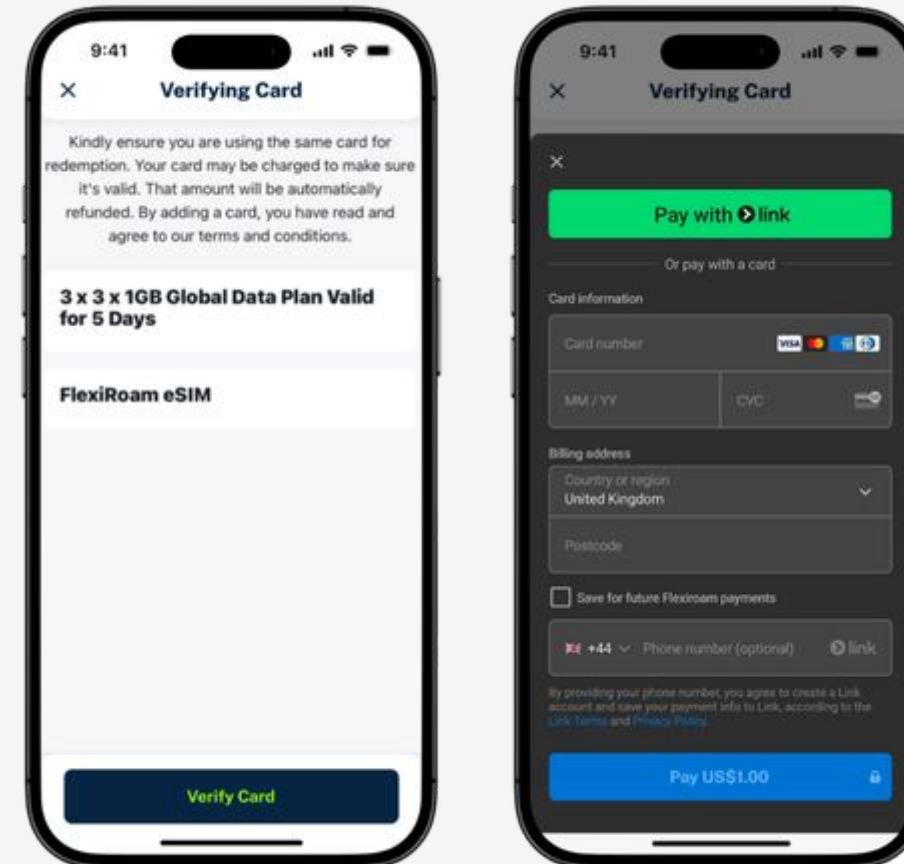 9:41
Verifying Card
Kindly ensure you are using the same card for
redemption. Your card may be charged to make sure
it's valid. That amount will be automatically
refunded. By adding a card, you have read and
agree to our terms and conditions.
3 x 3 x 1GB Global Data Plan Valid
for 5 Days
FlexiRoam eSIM
Verify Card
9:41
Verifying Card
Pay with link
Or pay with a card
Card information
Card number
VISA
MM / YY
CVC
Billing address
Country or region
United Kingdom
Postcode
Save for future Flexiroam payments
+44 Phone number (optional) link
By providing your phone number, you agree to create a Link
account and save your payment info to Link, according to the
Link Terms and Privacy Policy.
Pay US$1.00